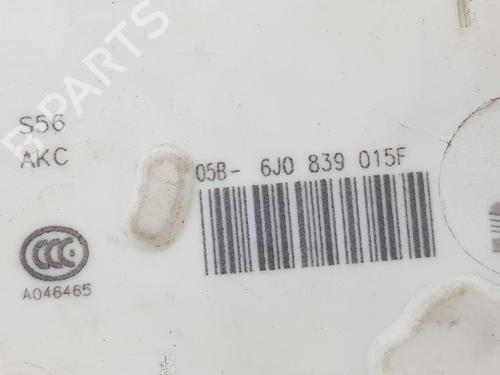 B-PARTS
S56
AKC
05B- 6J0 839 015F
CCC
A046465